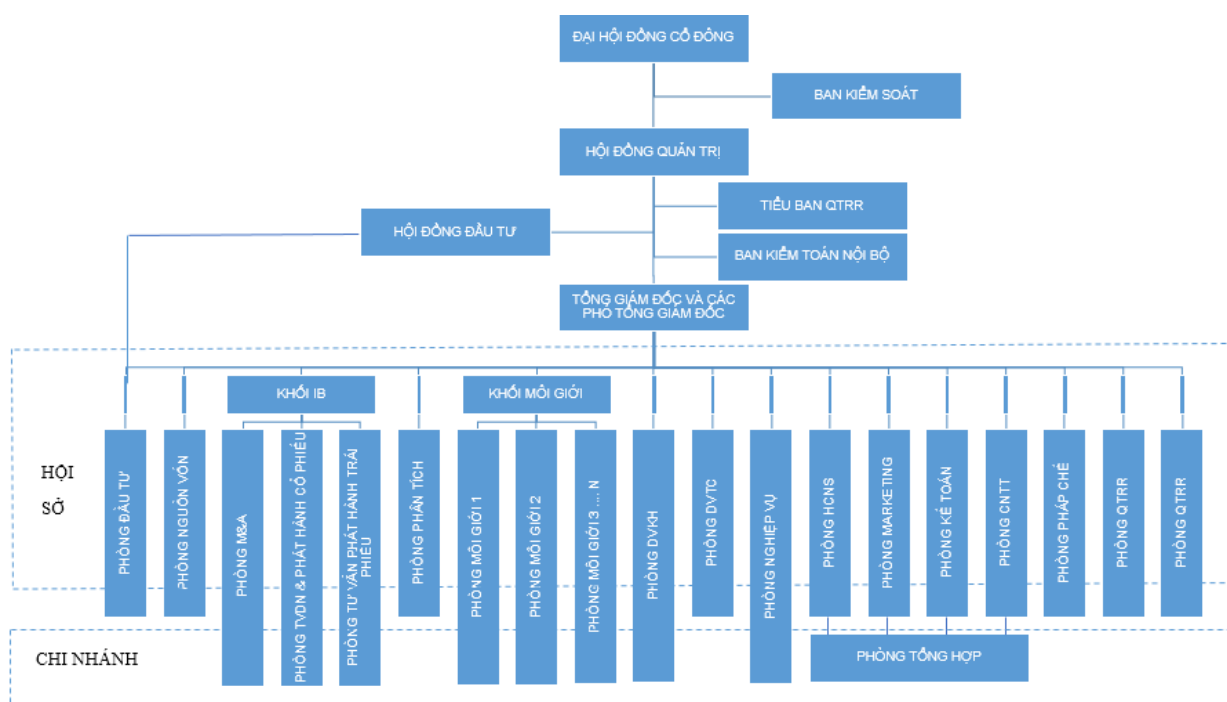 ĐẠI HỘI ĐỒNG CỔ ĐÔNG
BAN KIỂM SOÁT
HỘI ĐỒNG QUẢN TRỊ
TIỂU BAN QTRR
HỘI ĐỒNG ĐẦU TƯ
BAN KIỂM TOÁN NỘI BỘ
TỔNG GIÁM ĐỐC VÀ CÁC
PHÓ TỔNG GIÁM ĐỐC
KHỐI IB
KHỐI MÔI GIỚI
HỘI
SỞ
PHÒNG ĐẦU TƯ
PHÒNG NGUỒN VỐN
PHÒNG M&A
PHÒNG TVDN & PHÁT HÀNH CỔ PHIẾU
PHÒNG TƯ VẤN PHÁT HÀNH TRÁI
PHIẾU
PHÒNG PHÂN TÍCH
PHÒNG MÔI GIỚI 1
PHÒNG MÔI GIỚI 2
PHÒNG MÔI GIỚI 3 .... N
PHÒNG DVKH
PHÒNG DVTC
PHÒNG NGHIỆP VỤ
PHÒNG HCNS
PHÒNG MARKETING
PHÒNG KẾ TOÁN
PHÒNG CNTT
PHÒNG PHÁP CHẾ
PHÒNG QTRR
PHÒNG QTRR
CHI NHÁNH
PHÒNG TỔNG HỢP